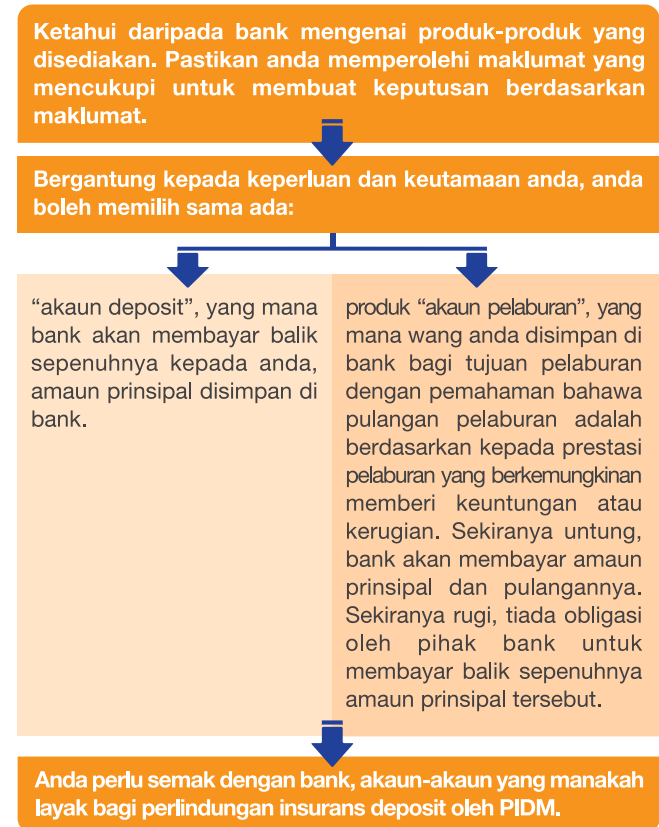 Ketahui daripada bank mengenai produk-produk yang
disediakan. Pastikan anda memperolehi maklumat yang
mencukupi untuk membuat keputusan berdasarkan
maklumat.
Bergantung kepada keperluan dan keutamaan anda, anda
boleh memilih sama ada:
“akaun deposit”, yang mana
bank akan membayar balik
sepenuhnya kepada anda,
amaun prinsipal disimpan di
bank.
produk “akaun pelaburan”, yang
mana wang anda disimpan di
bank bagi tujuan pelaburan
dengan pemahaman bahawa
pulangan pelaburan adalah
berdasarkan kepada prestasi
pelaburan yang berkemungkinan
memberi keuntungan atau
kerugian. Sekiranya untung,
bank akan membayar amaun
prinsipal dan pulangannya.
Sekiranya rugi, tiada obligasi
oleh pihak bank untuk
membayar balik sepenuhnya
amaun prinsipal tersebut.
Anda perlu semak dengan bank, akaun-akaun yang manakah
layak bagi perlindungan insurans deposit oleh PIDM.